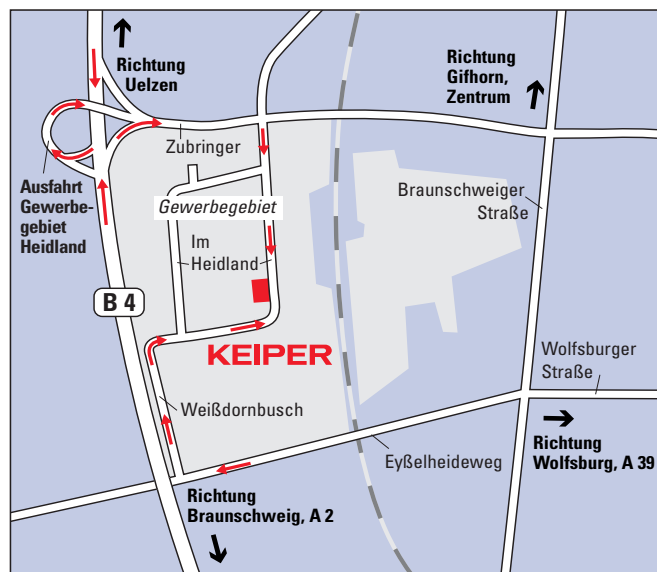 Richtung
Uelzen
Richtung
Gifhorn,
Zentrum
Zubringer
Ausfahrt
Gewerbe-
gebiet
Heidland
Braunschweiger
Straße
Gewerbegebiet
Im
Heidland
B 4
KEIPER
Wolfsburger
Straße
Weißdornbusch
Eyßelheideweg
Richtung
Wolfsburg, A 39
Richtung
Braunschweig, A 2